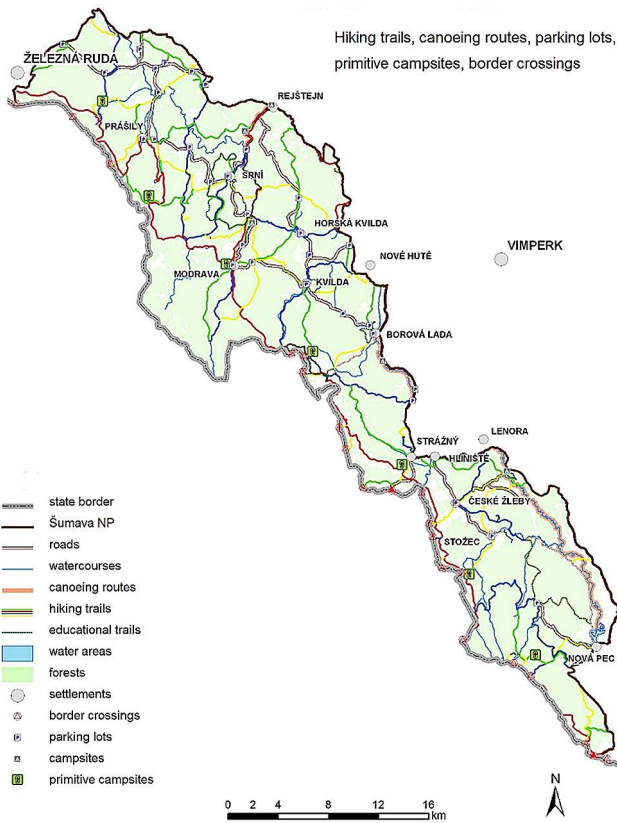 Hiking trails, canoeing routes, parking lots,
primitive campsites, border crossings
ŽELEZNÁ RUDA
REJŠTEJN
PRÁŠILY
SRNÍ
HORSKÁ KVILDA
VIMPERK
NOVÉ HUTĚ
MODRAVA
KVILDA
BOROVÁ LADA
LENORA
STRÁŽNÝ
HLINIŠTĚ
ČESKÉ ŽLEBY
STOŽEC
NOVÁ PEC
state border
Šumava NP
roads
watercourses
canoeing routes
hiking trails
educational trails
water areas
forests
settlements
border crossings
parking lots
campsites
primitive campsites
N
0 4 8 12 16
km